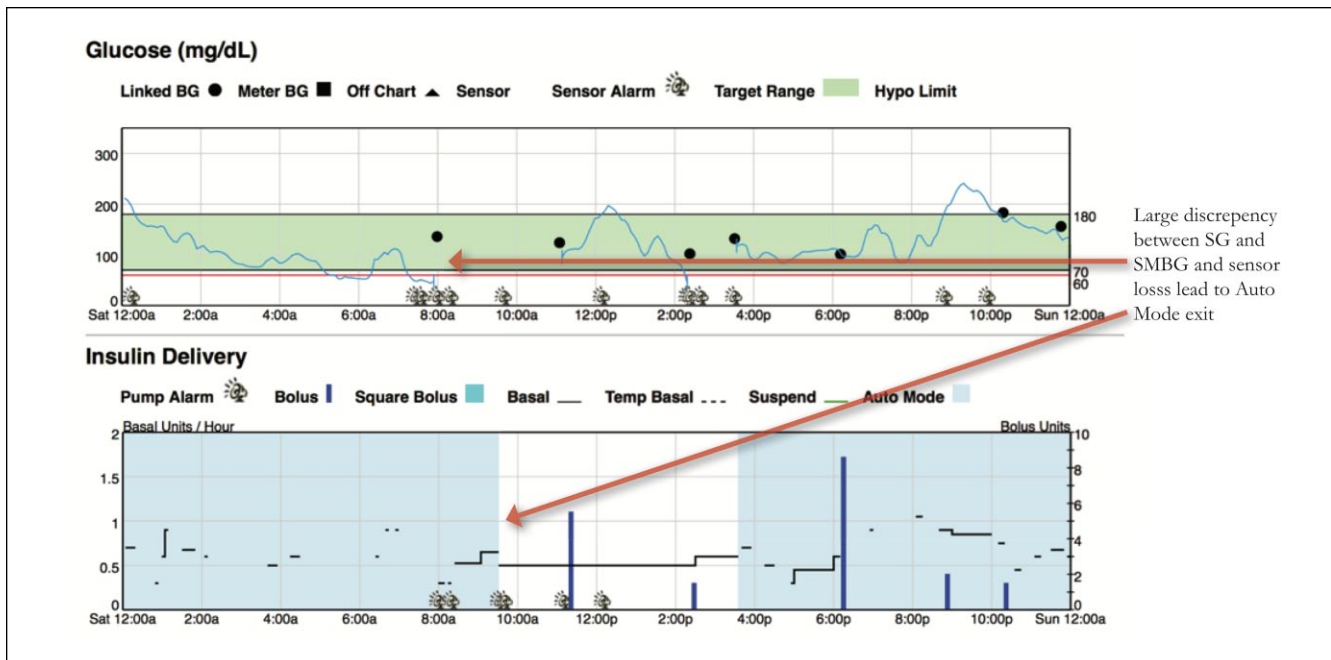 Glucose (mg/dL)
Linked BG Meter BG Off Chart Sensor Sensor Alarm Target Range Hypo Limit
300
200
180
100
70
60
0
Sat 12:00a 2:00a 4:00a 6:00a 8:00a 10:00a 12:00p 2:00p 4:00p 6:00p 8:00p 10:00p Sun 12:00a
Large discrepency
between SG and
SMBG and sensor
losss lead to Auto
Mode exit
Insulin Delivery
Pump Alarm Bolus Square Bolus Basal Temp Basal Suspend Auto Mode
Basal Units / Hour Bolus Units
2 10
8
1.5
6
1
4
0.5
2
0 0
Sat 12:00a 2:00a 4:00a 6:00a 8:00a 10:00a 12:00p 2:00p 4:00p 6:00p 8:00p 10:00p Sun 12:00a